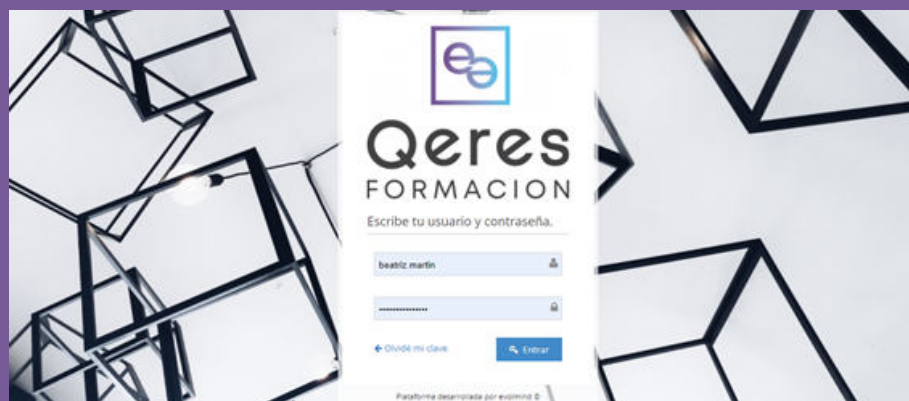 Qeres
FORMACION
Escribe tu usuario y contraseña.
beatriz martin
•••••••••••••••
Olvidé mi clave
Entrar
Plataforma desarrollada por evolmind ©